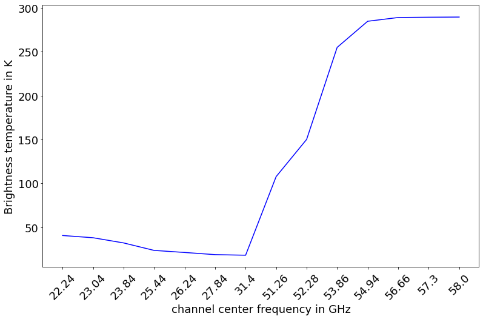 300
250
200
150
100
50
Brightness temperature in K
22.24 23.04 23.84 25.44 26.24 27.84 31.4 51.26 52.28 53.86 54.94 56.66 57.3 58.0
channel center frequency in GHz